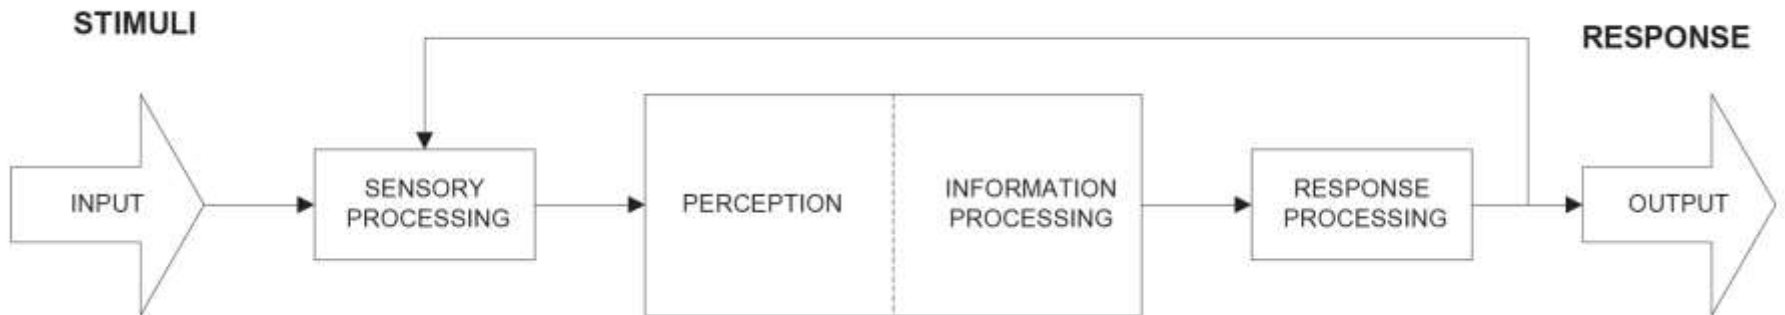 STIMULI
RESPONSE
INPUT
SENSORY
PROCESSING
PERCEPTION
INFORMATION
PROCESSING
RESPONSE
PROCESSING
OUTPUT